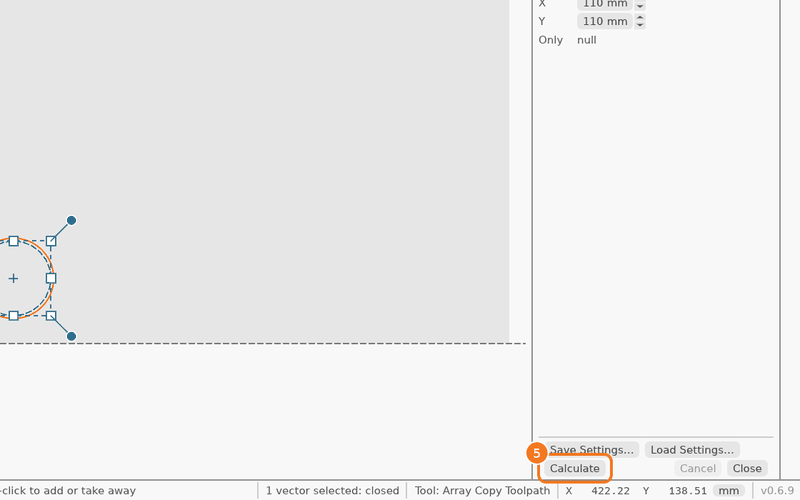 X 110 mm
Y 110 mm
Only null
Save Settings... Load Settings...
5
Calculate Cancel Close
-click to add or take away 1 vector selected: closed Tool: Array Copy Toolpath X 422.22 Y 138.51 mm v0.6.9